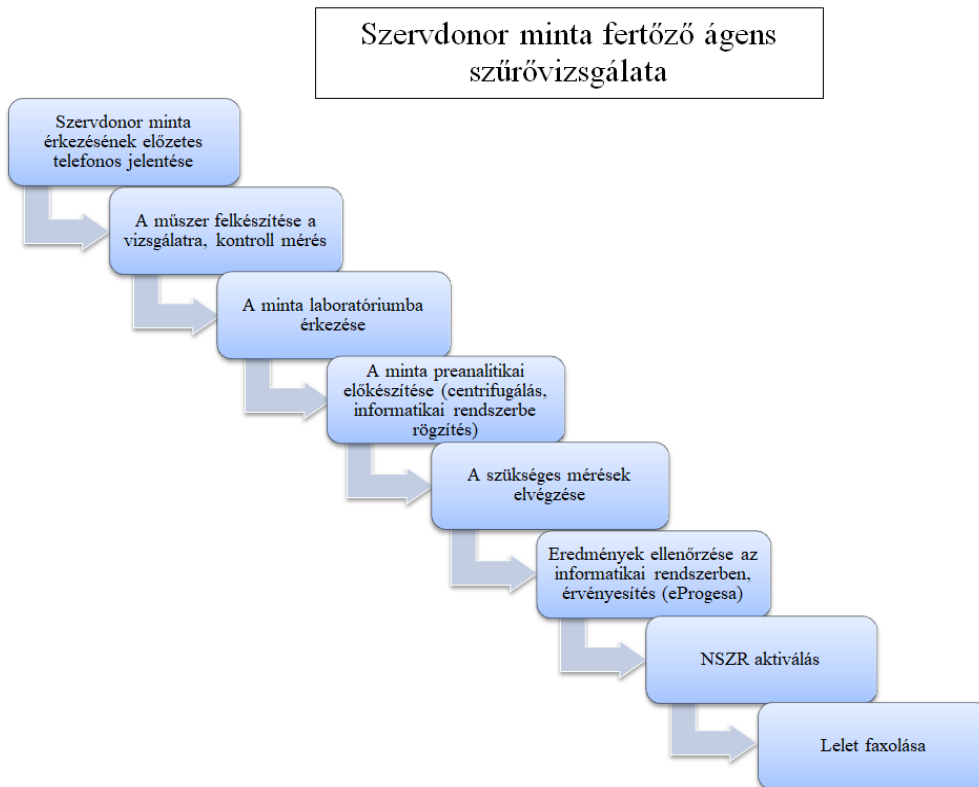 Szervdonor minta fertőző ágens
szűrővizsgálata
Szervdonor minta
érkezésének előzetes
telefonos jelentése
A műszer felkészítése a
vizsgálatra, kontroll mérés
A minta laboratóriumba
érkezése
A minta preanalitikai
előkészítése (centrifugálás,
informatikai rendszerbe
rögzítés)
A szükséges mérések
elvégzése
Eredmények ellenőrzése az
informatikai rendszerben,
érvényesítés (eProgesa)
NSZR aktiválás
Lelet faxolása